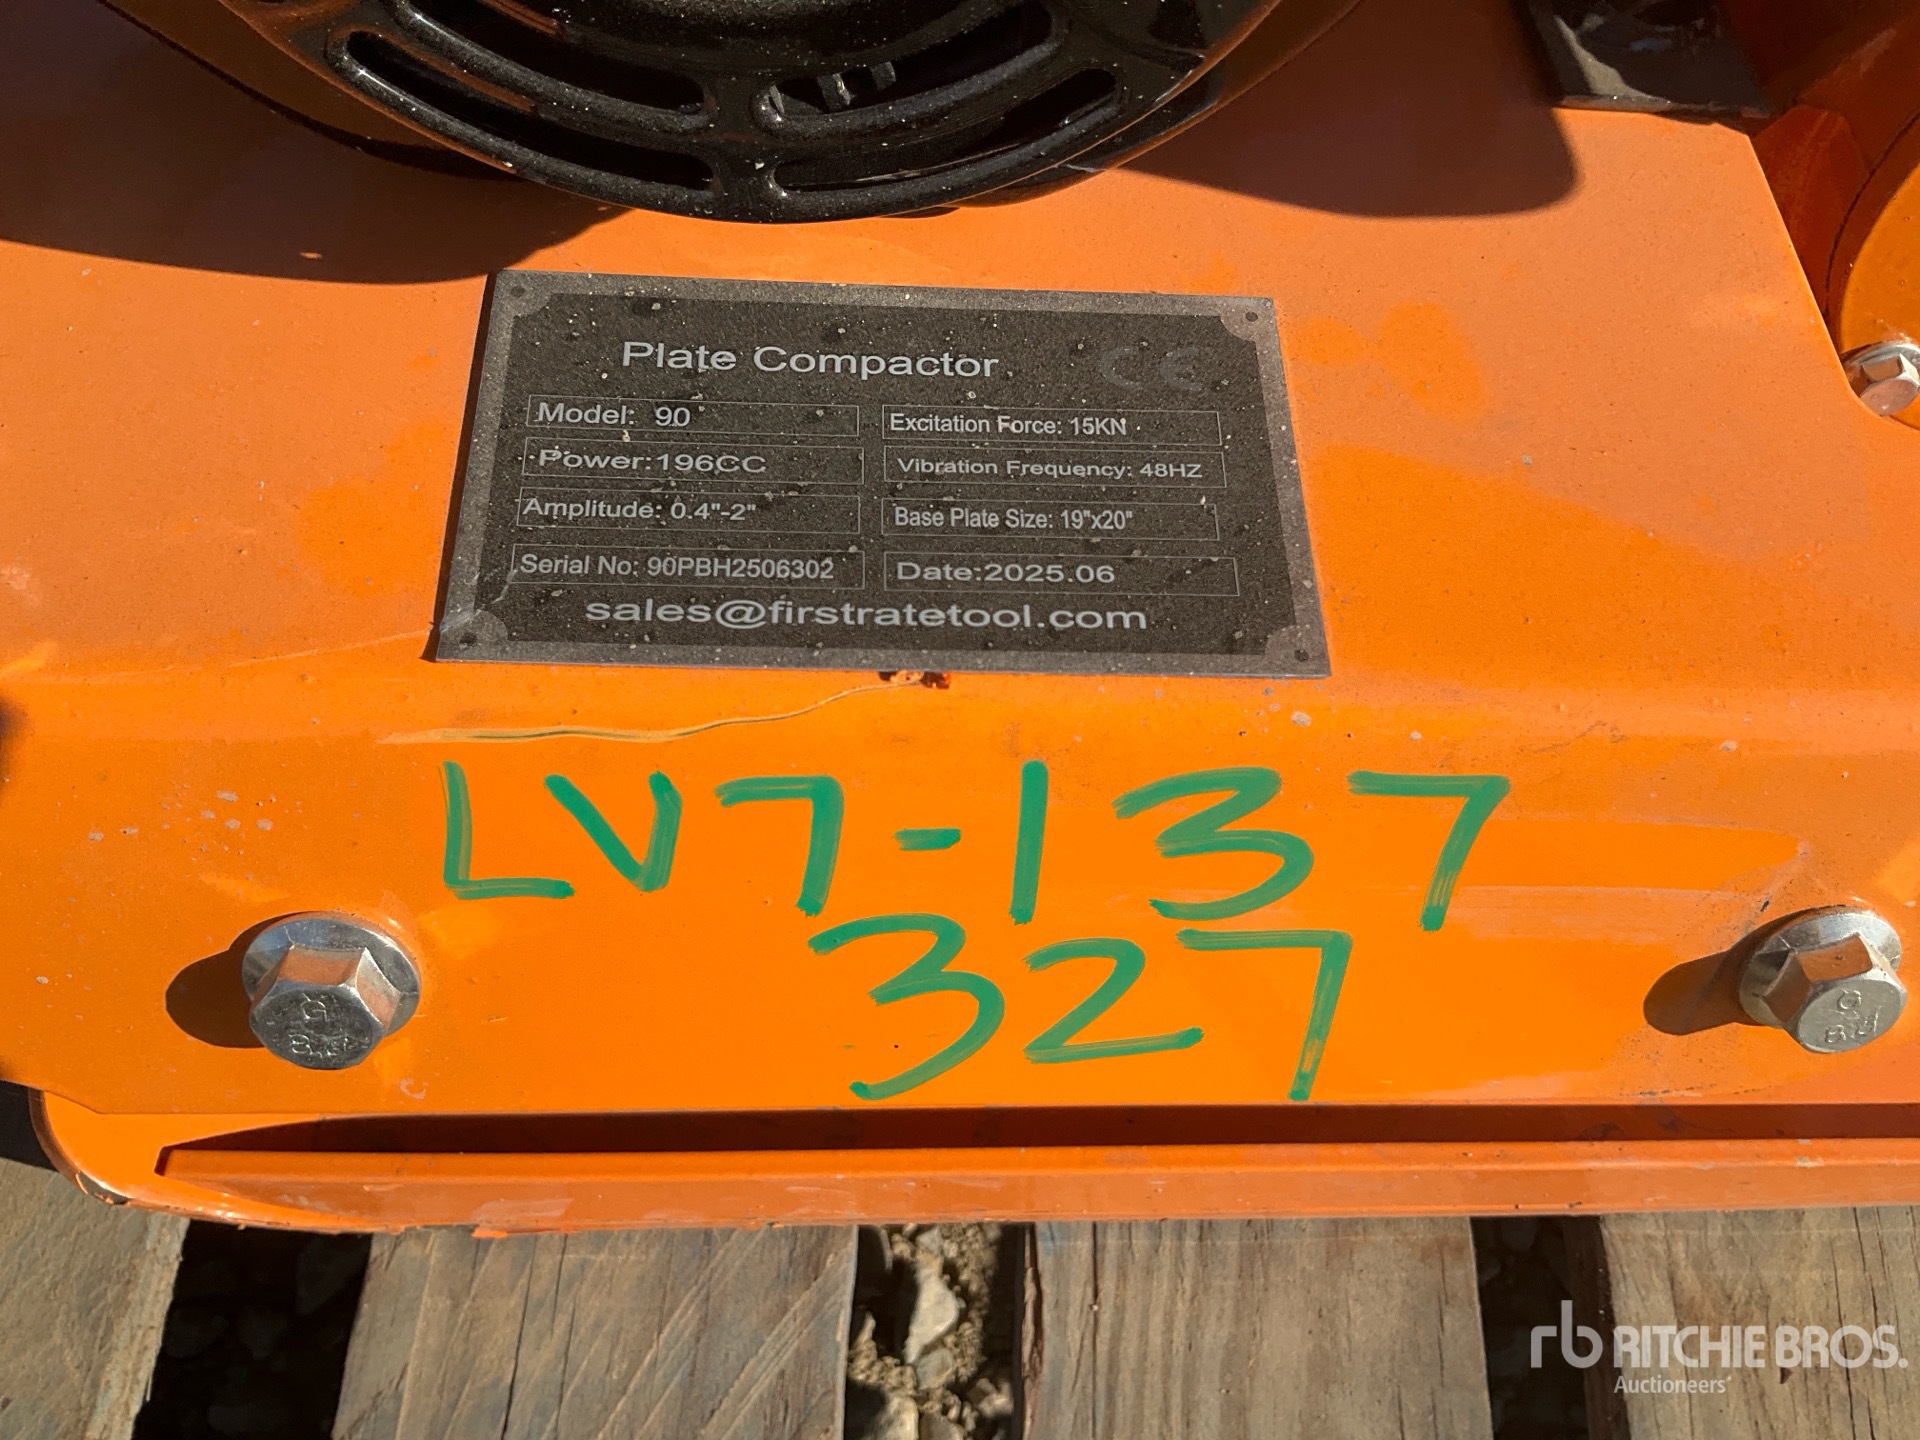 Plate Compactor CE
Model: 90
Excitation Force: 15KN
Power:196CC
Vibration Frequency: 48HZ
Amplitude: 0.4"-2"
Base Plate Size: 19"x20"
Serial No: 90PBH2506302
Date:2025.06
sales@firstratetool.com
LV7-137
327
rb RITCHIE BROS.
Auctioneers